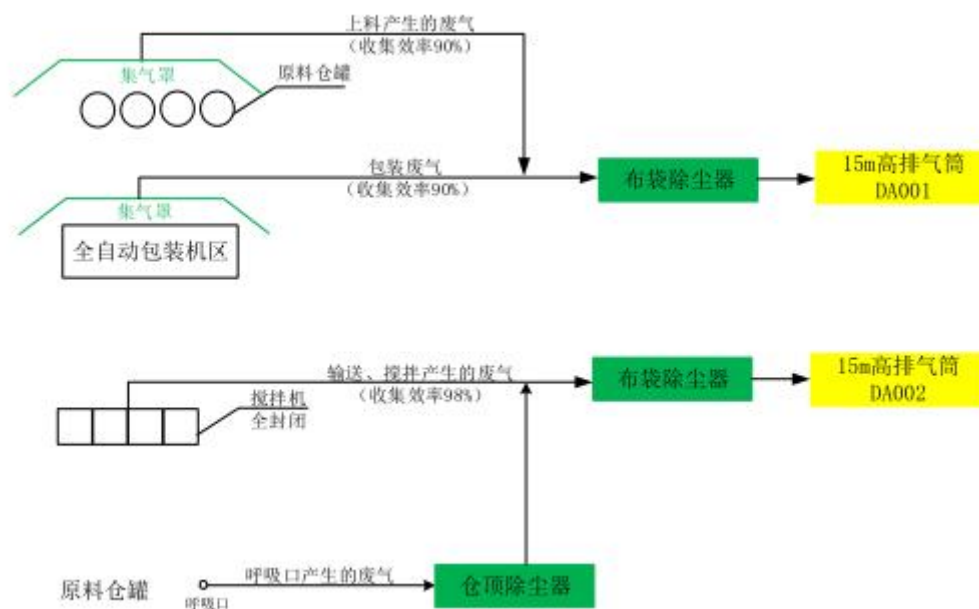 上料产生的废气
（收集效率90%）
集气罩
原料仓罐
包装废气
（收集效率90%）
布袋除尘器
15m高排气筒
DA001
集气罩
全自动包装机区
输送、搅拌产生的废气
（收集效率98%）
布袋除尘器
15m高排气筒
DA002
搅拌机
全封闭
呼吸口产生的废气
仓顶除尘器
原料仓罐
呼吸口